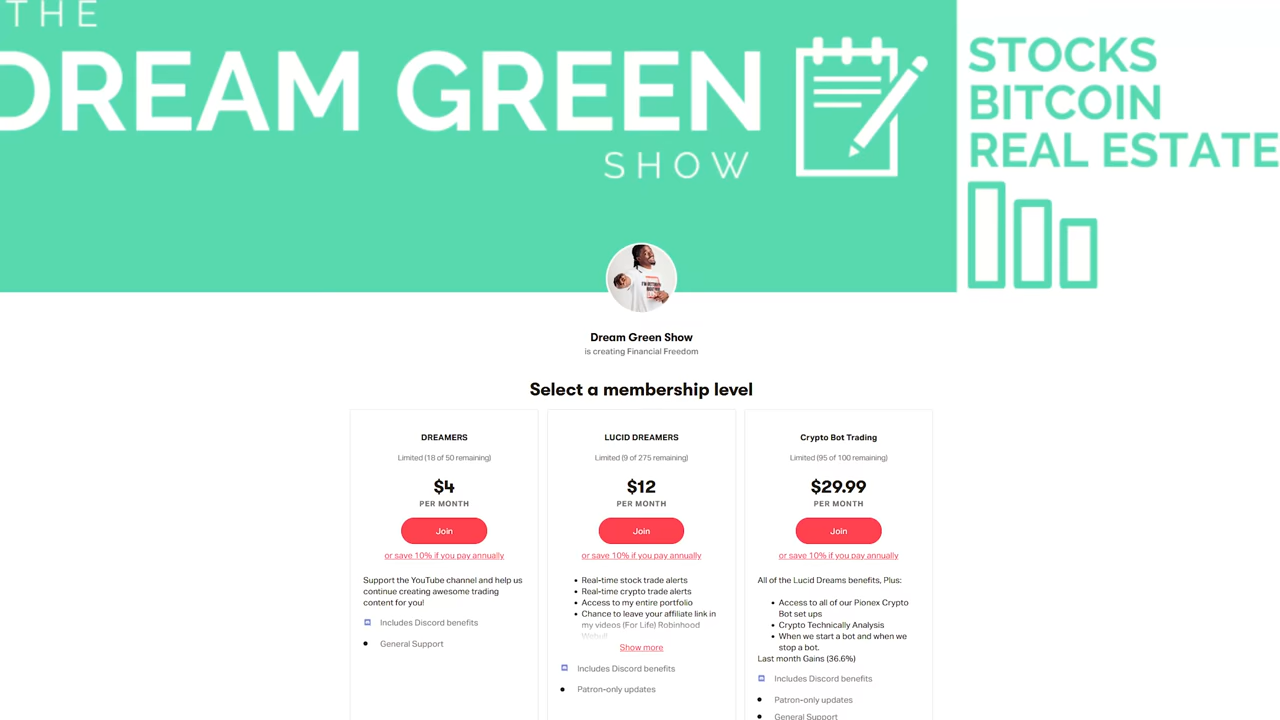 THE
DREAM GREEN
SHOW
STOCKS
BITCOIN
REAL ESTATE
Dream Green Show
is creating Financial Freedom
Select a membership level
DREAMERS
Limited (18 of 50 remaining)
$4
PER MONTH
Join
or save 10% if you pay annually
Support the YouTube channel and help us
continue creating awesome trading
content for you!
Includes Discord benefits
General Support
LUCID DREAMERS
Limited (9 of 275 remaining)
$12
PER MONTH
Join
or save 10% if you pay annually
Real-time stock trade alerts
Real-time crypto trade alerts
Access to my entire portfolio
Chance to leave your affiliate link in
my videos (For Life) Robinhood
Webull
Show more
Includes Discord benefits
Patron-only updates
Crypto Bot Trading
Limited (95 of 100 remaining)
$29.99
PER MONTH
Join
or save 10% if you pay annually
All of the Lucid Dreams benefits, Plus:
Access to all of our Pionex Crypto
Bot set ups
Crypto Technically Analysis
When we start a bot and when we
stop a bot.
Last month Gains (36.6%)
Includes Discord benefits
Patron-only updates
General Support